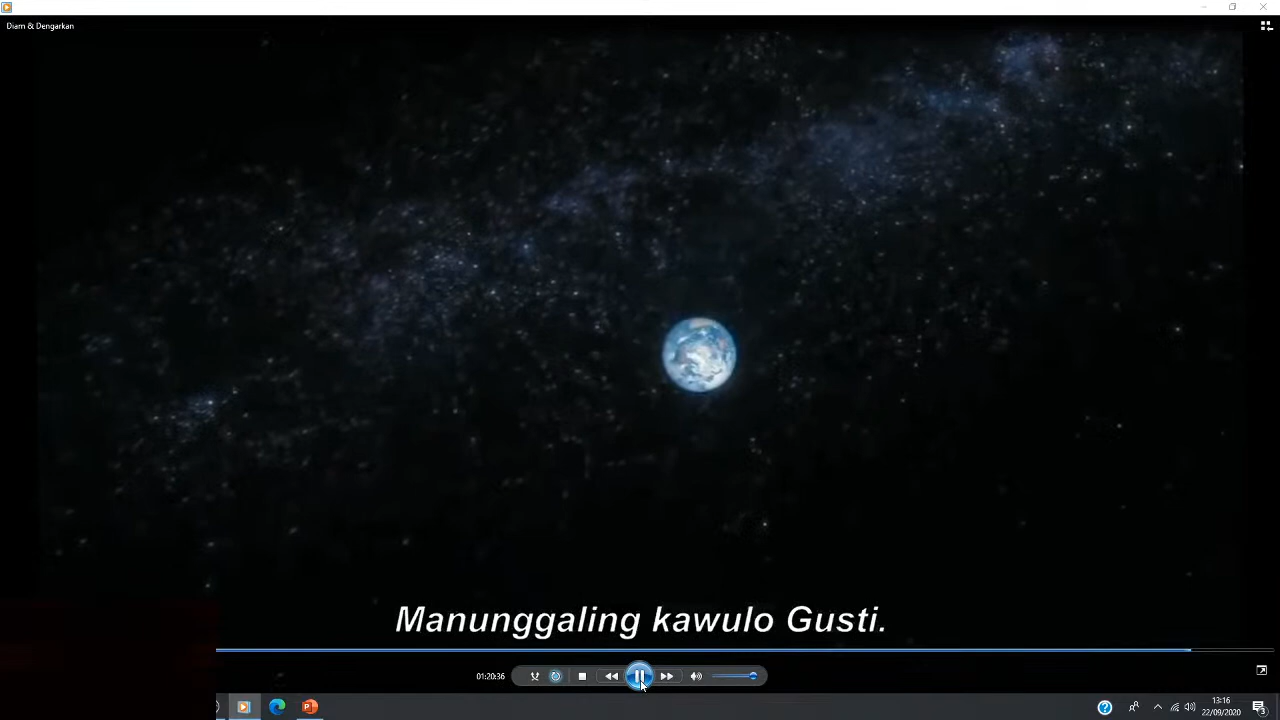 Diam & Dengarkan
Manunggaling kawulo Gusti.
01:20:36
13:16
22/09/2020